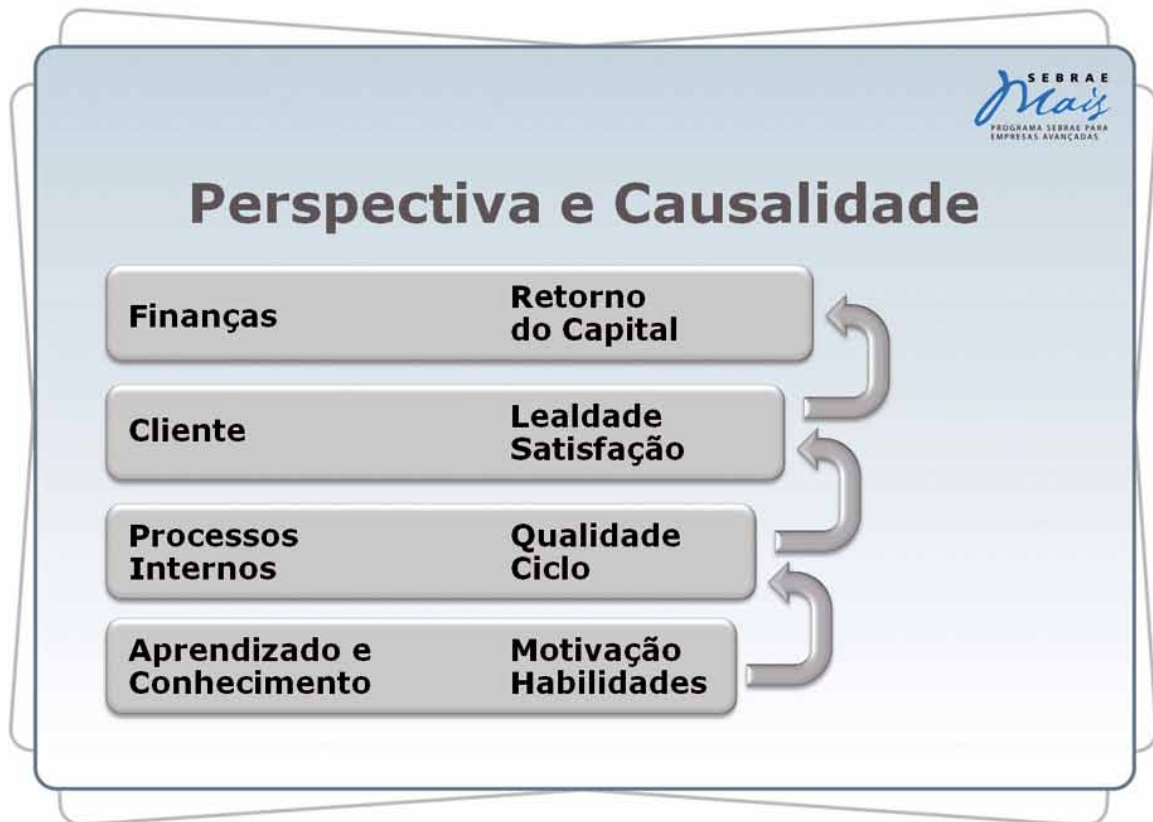 SEBRAE
Mais
PROGRAMA SEBRAE PARA
EMPRESAS AVANÇADAS
Perspectiva e Causalidade
Finanças
Retorno
do Capital
Cliente
Lealdade
Satisfação
Processos
Internos
Qualidade
Ciclo
Aprendizado e
Conhecimento
Motivação
Habilidades